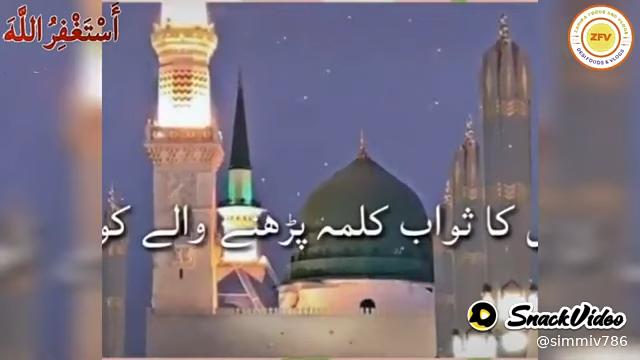 أَسْتَغْفِرُ اللَّهَ
ZFV
کا ثواب کلمہ پڑھنے والے کو
SnackVideo
@simmiv786